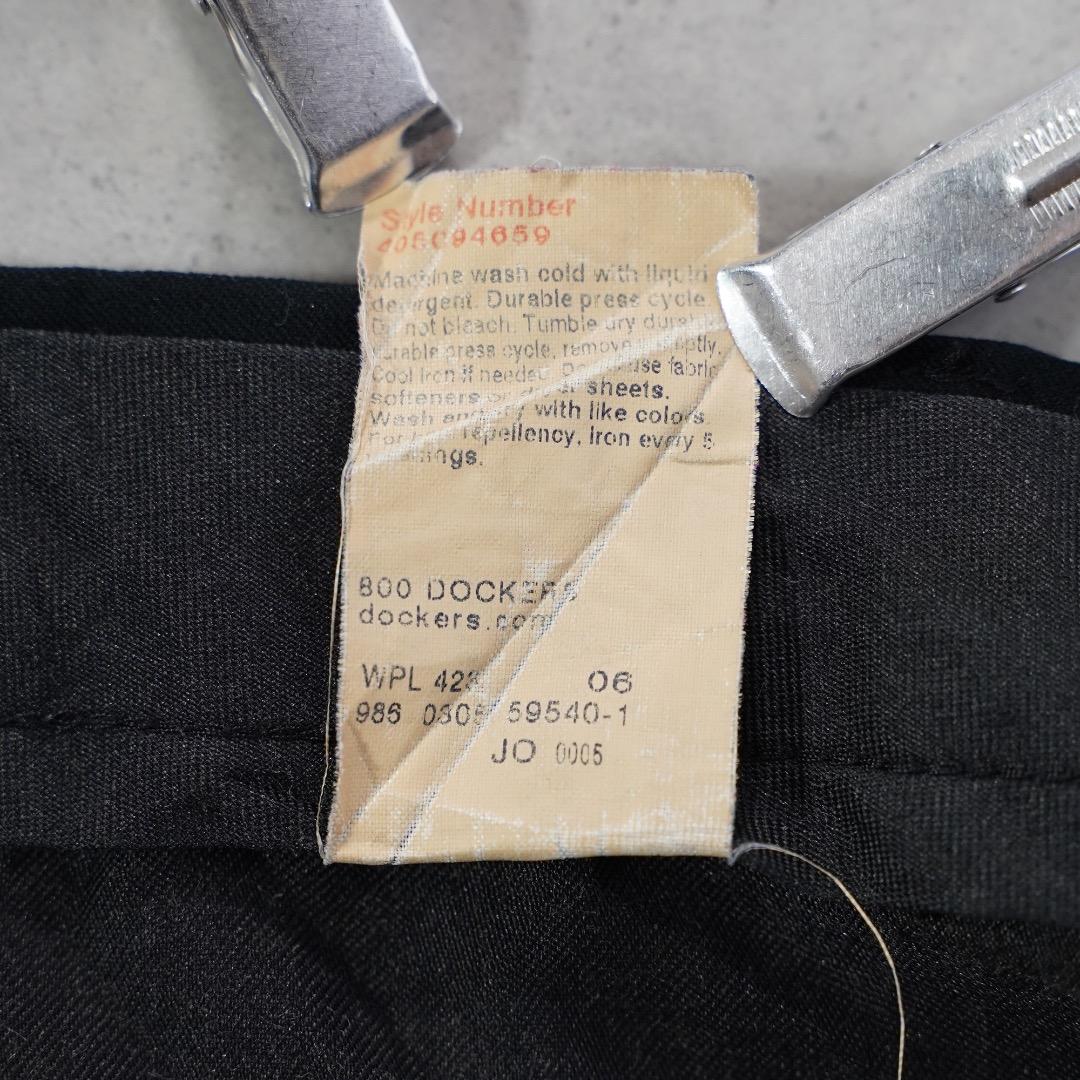 Style Number
405094659
Machine wash cold with liquid
detergent. Durable press cycle.
Do not bleach. Tumble dry durable
durable press cycle, remove promptly.
Cool iron if needed. Do not use fabric
softeners or dryer sheets.
Wash and dry with like colors.
For best repellency, iron every 5
washings.
800 DOCKERS
dockers.com
WPL 423 06
986 0305 59540-1
JO 0005